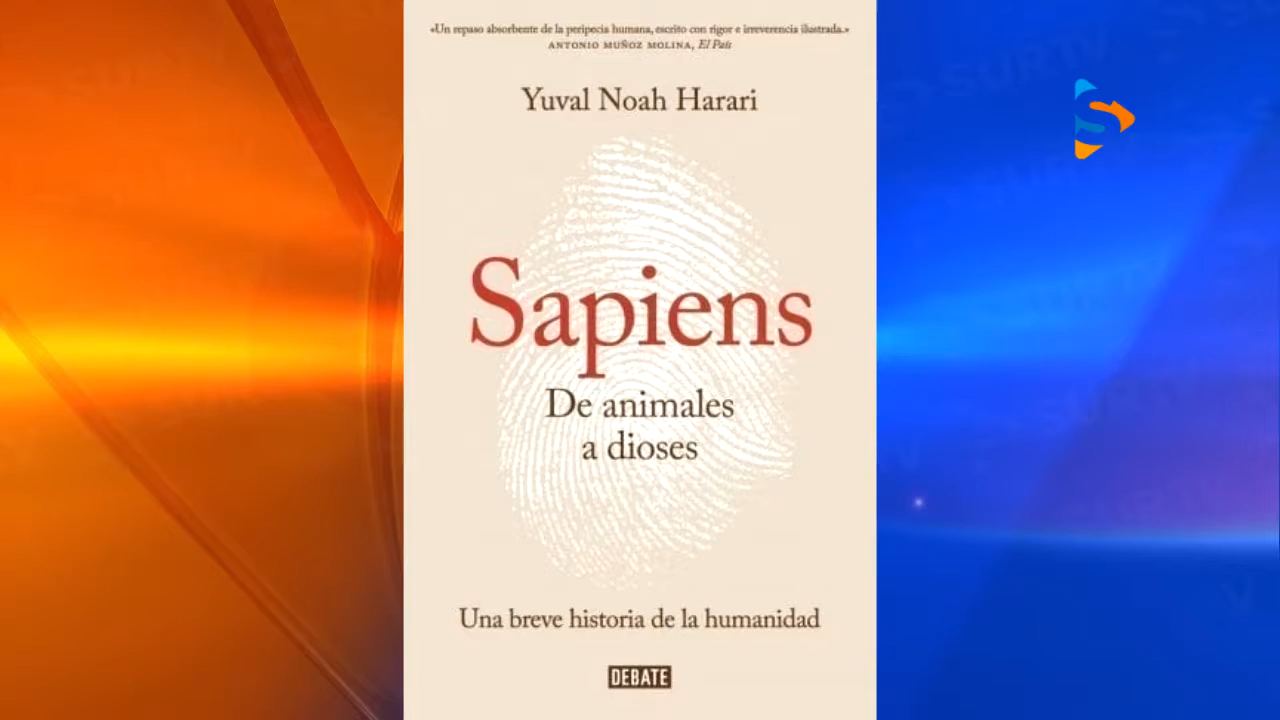 «Un repaso absorbente de la peripecia humana, escrito con rigor e irreverencia ilustrada.»
ANTONIO MUÑOZ MOLINA, El País
Yuval Noah Harari
Sapiens
De animales
a dioses
Una breve historia de la humanidad
DEBATE